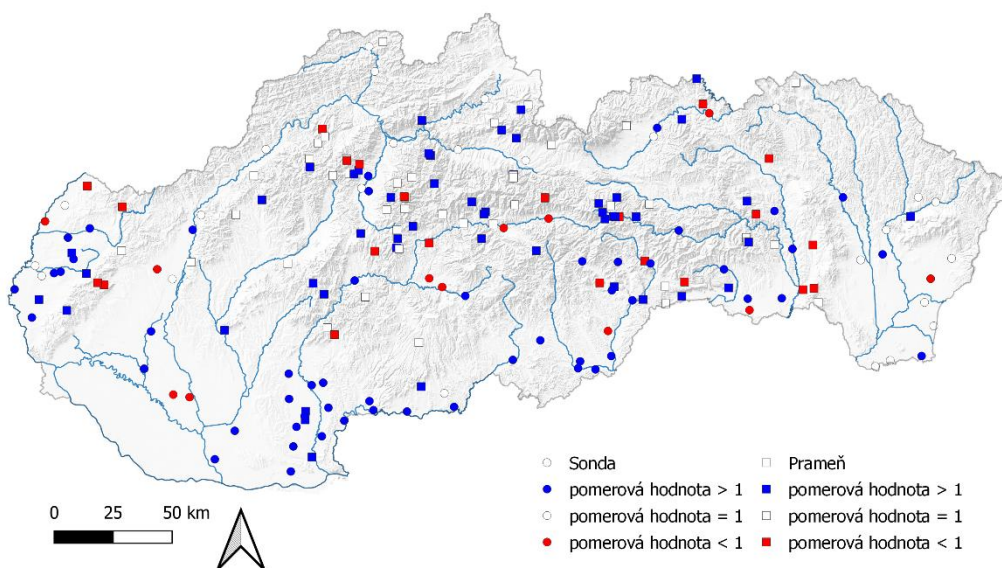 Sonda
pomerová hodnota > 1
pomerová hodnota = 1
pomerová hodnota < 1
Prameň
pomerová hodnota > 1
pomerová hodnota = 1
pomerová hodnota < 1
0 25 50 km